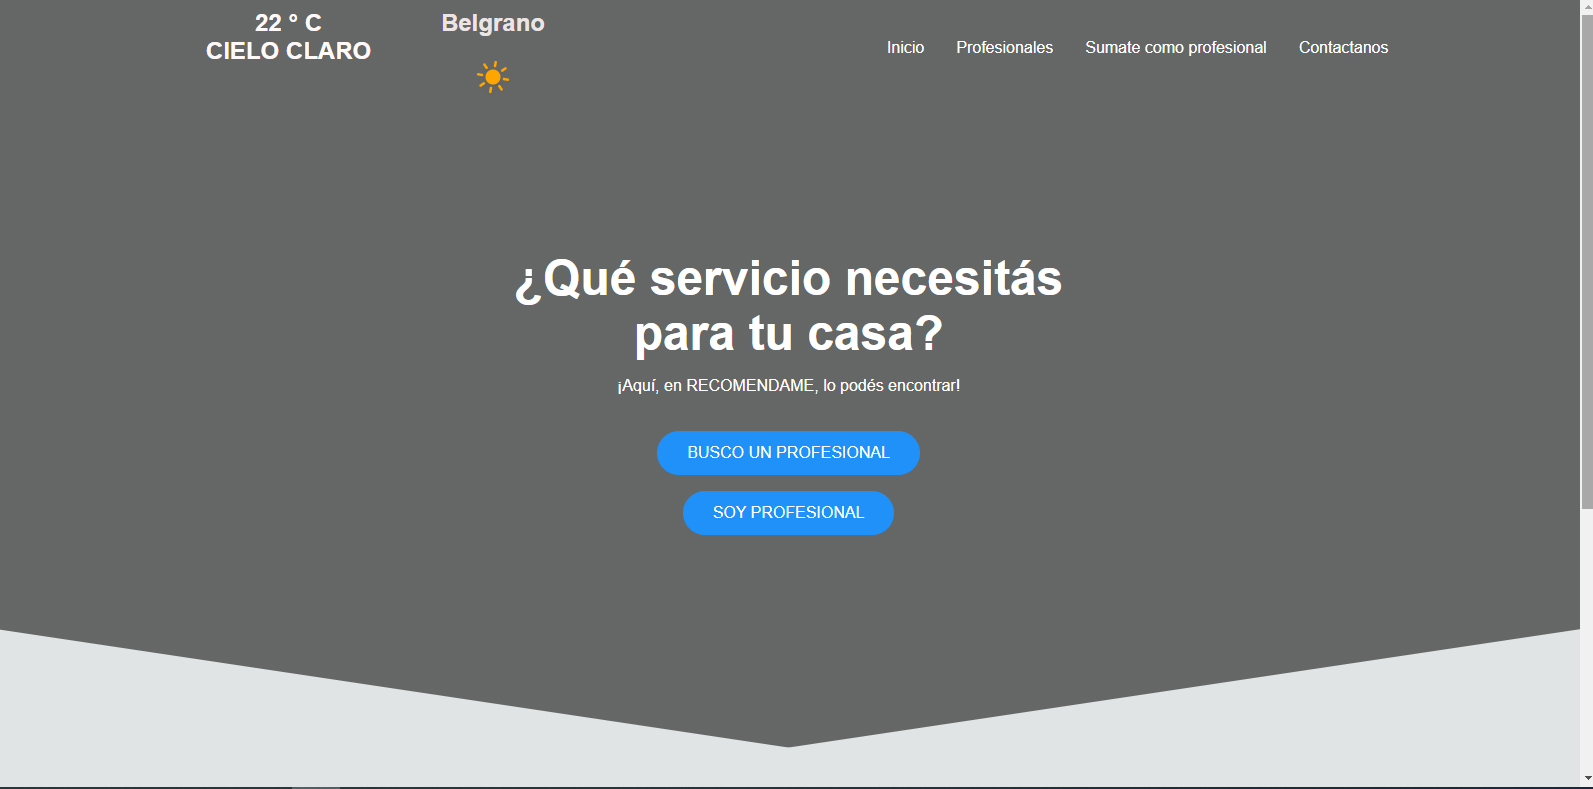 22 º C
CIELO CLARO
Belgrano
Inicio
Profesionales
Sumate como profesional
Contactanos
¿Qué servicio necesitás
para tu casa?
¡Aquí, en RECOMENDAME, lo podés encontrar!
BUSCO UN PROFESIONAL
SOY PROFESIONAL